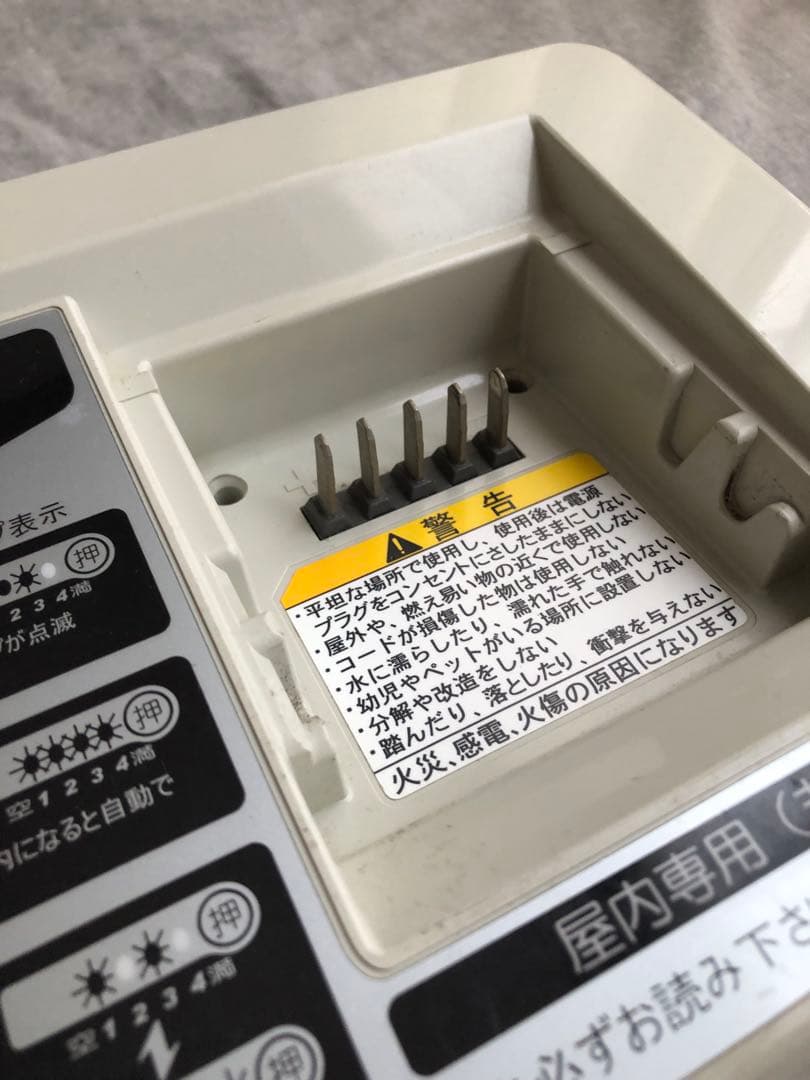 警告
・平坦な場所で使用し、使用後は電源
プラグをコンセントにさしたままにしない
・屋外や、燃え易い物の近くで使用しない
・コードが損傷した物は使用しない
・水に濡らしたり、濡れた手で触れない
・幼児やペットがいる場所に設置しない
・分解や改造をしない
・踏んだり、落としたり、衝撃を与えない
火災、感電、火傷の原因になります
表示
押
2 3 4 満
が点滅
押
空 1 2 3 4 満
になると自動で
押
空 1 2 3 4 満
押
屋内専用（
必ずお読み下さ